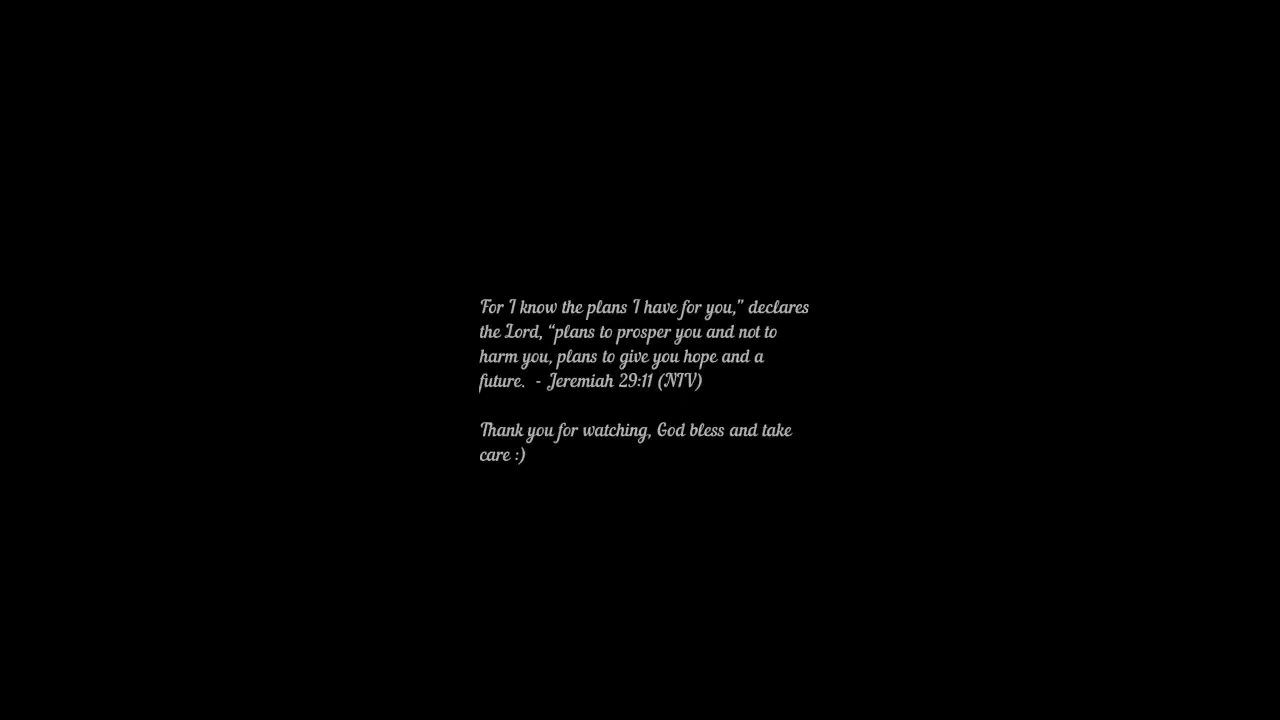 For I know the plans I have for you,” declares
the Lord, “plans to prosper you and not to
harm you, plans to give you hope and a
future.  - Jeremiah 29:11 (NTV)

Thank you for watching, God bless and take
care :)